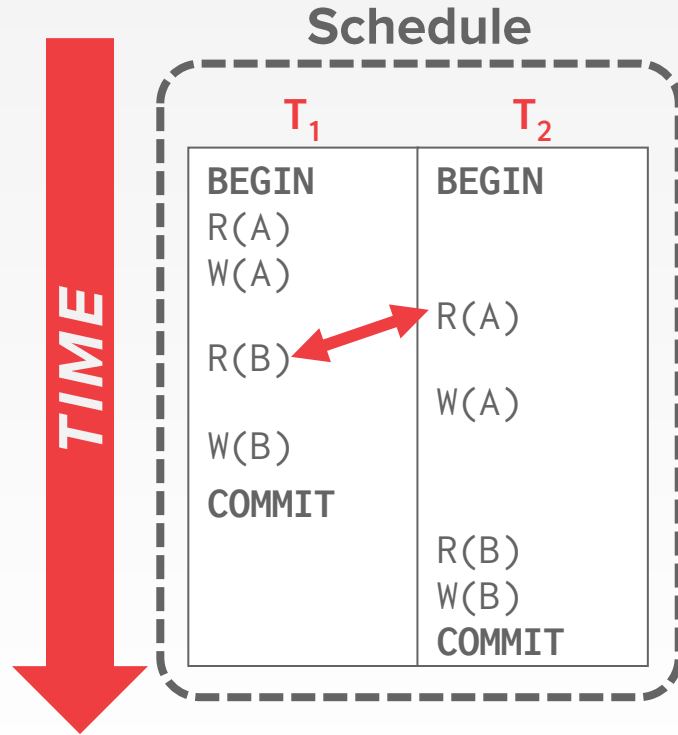 Schedule
TIME
T₁ T₂
BEGIN BEGIN
R(A)
W(A)
R(A)
R(B)
W(A)
W(B)
COMMIT
R(B)
W(B)
COMMIT